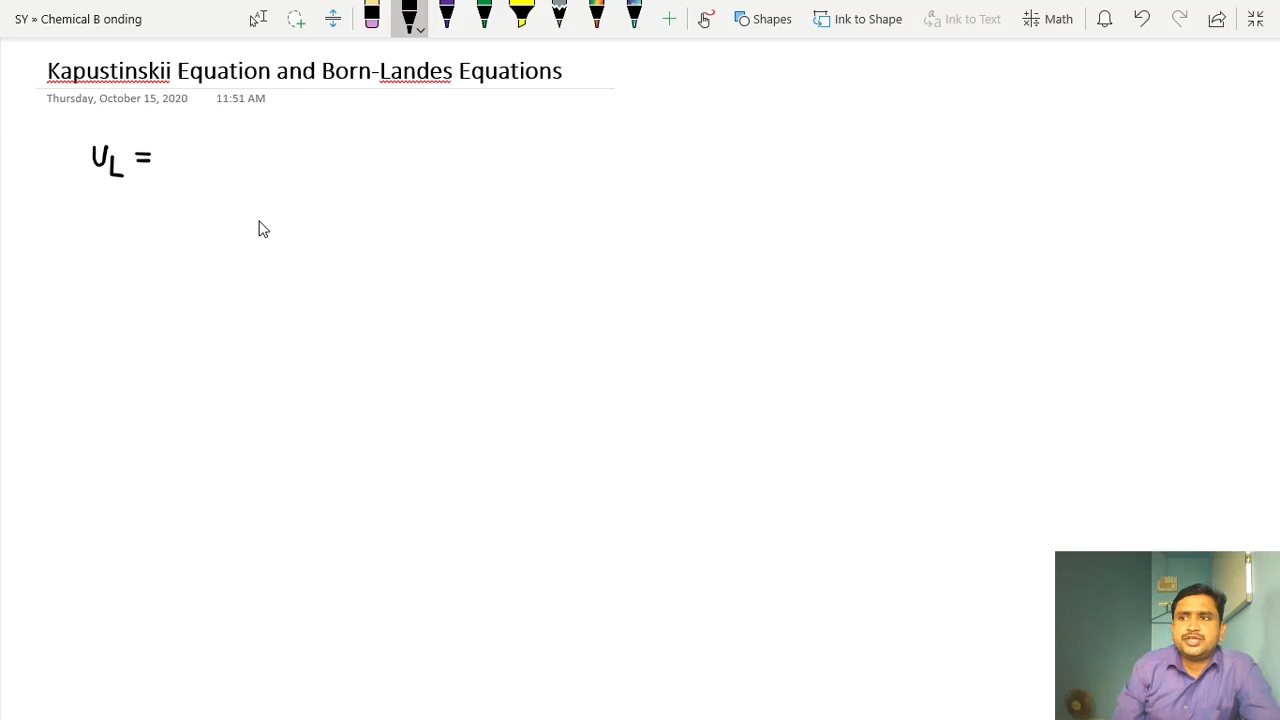 SY » Chemical B onding
Shapes
Ink to Shape
Ink to Text
Math
Kapustinskii Equation and Born-Landes Equations
Thursday, October 15, 2020 11:51 AM
U_L =